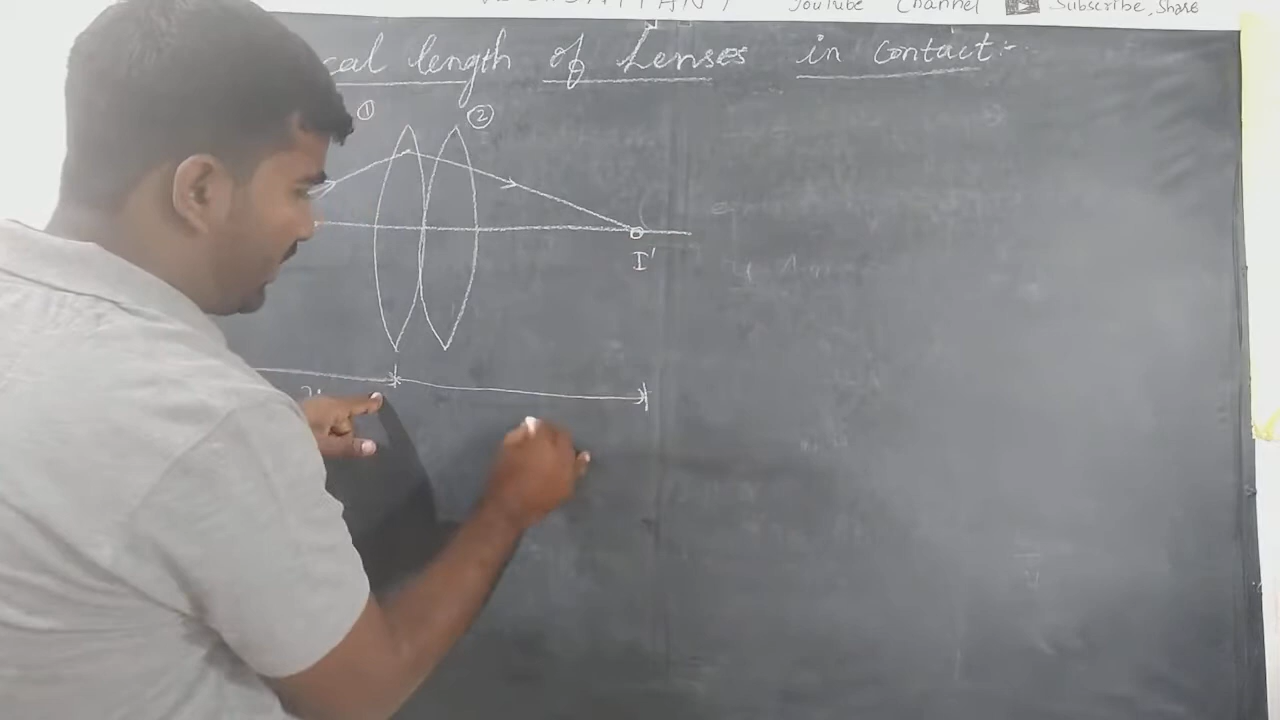 YouTube Channel Subscribe, Share
cal length of Lenses in Contact:-
① ②
I'